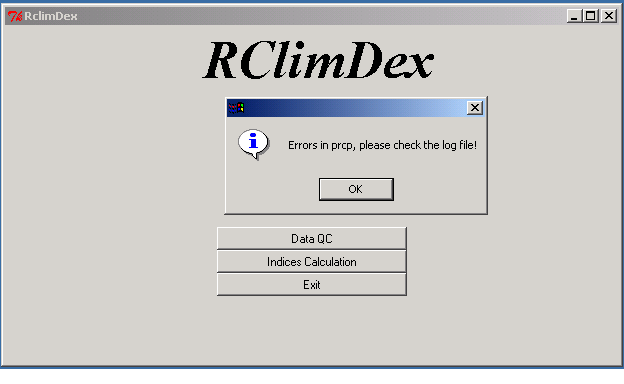 RclimDex
RClimDex
Errors in prcp, please check the log file!
OK
Data QC
Indices Calculation
Exit